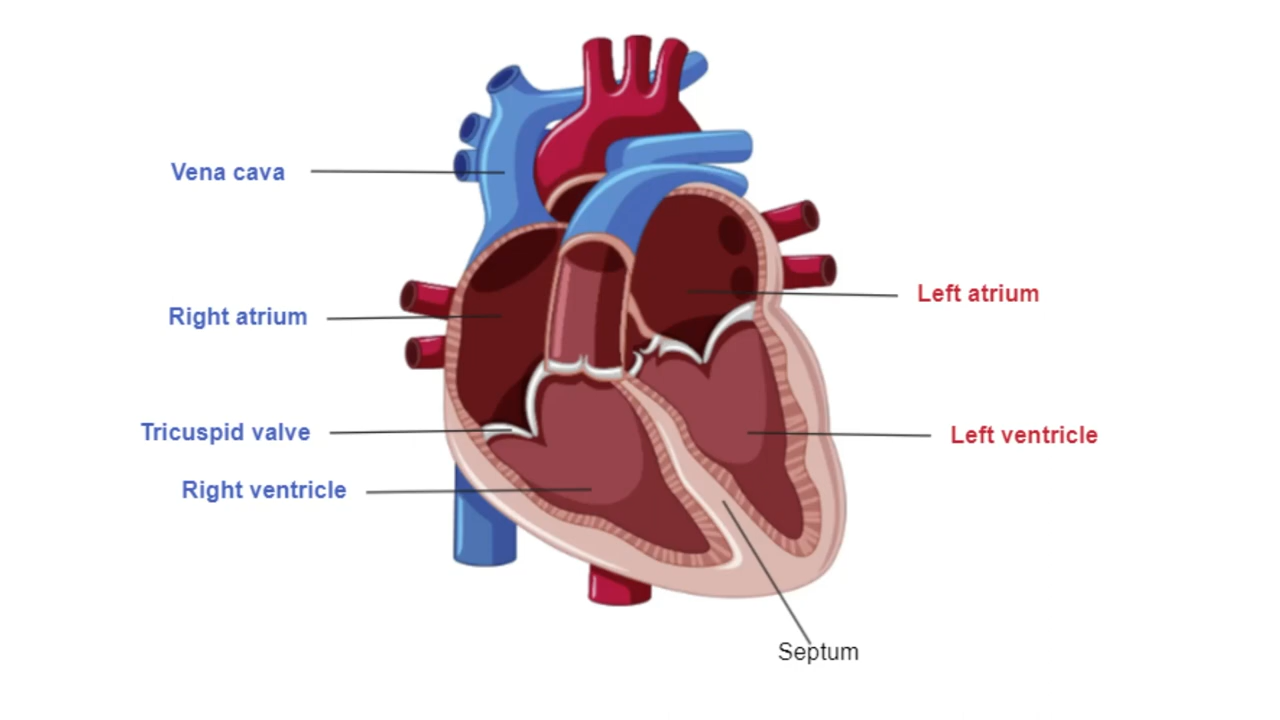 Vena cava
Right atrium
Left atrium
Tricuspid valve
Left ventricle
Right ventricle
Septum